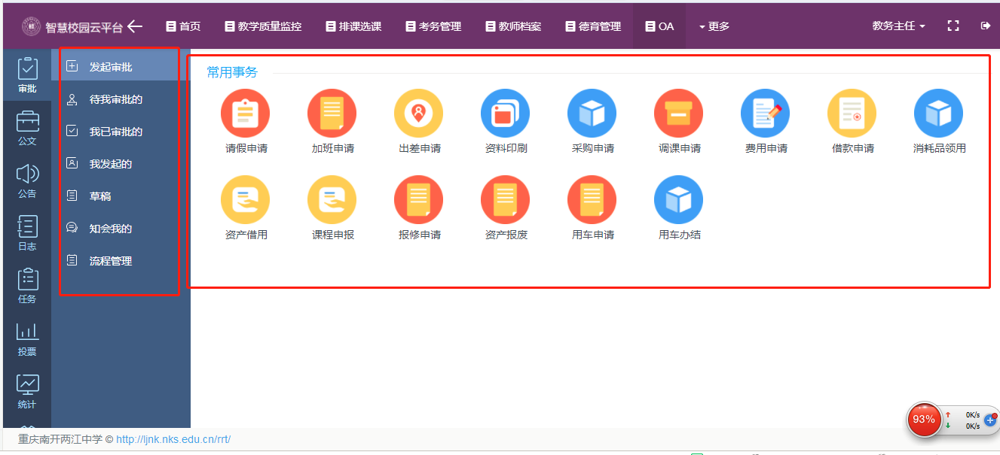 智慧校园云平台 首页 教学质量监控 排课选课 考务管理 教师档案 德育管理 OA 更多 教务主任
审批
公文
公告
日志
任务
投票
统计
发起审批
待我审批的
我已审批的
我发起的
草稿
知会我的
流程管理
常用事务
请假申请 加班申请 出差申请 资料印刷 采购申请 调课申请 费用申请 借款申请 消耗品领用
资产借用 课程申报 报修申请 资产报废 用车申请 用车办结
93% 0K/s
0K/s
重庆南开两江中学 © http://ljnk.nks.edu.cn/rrt/